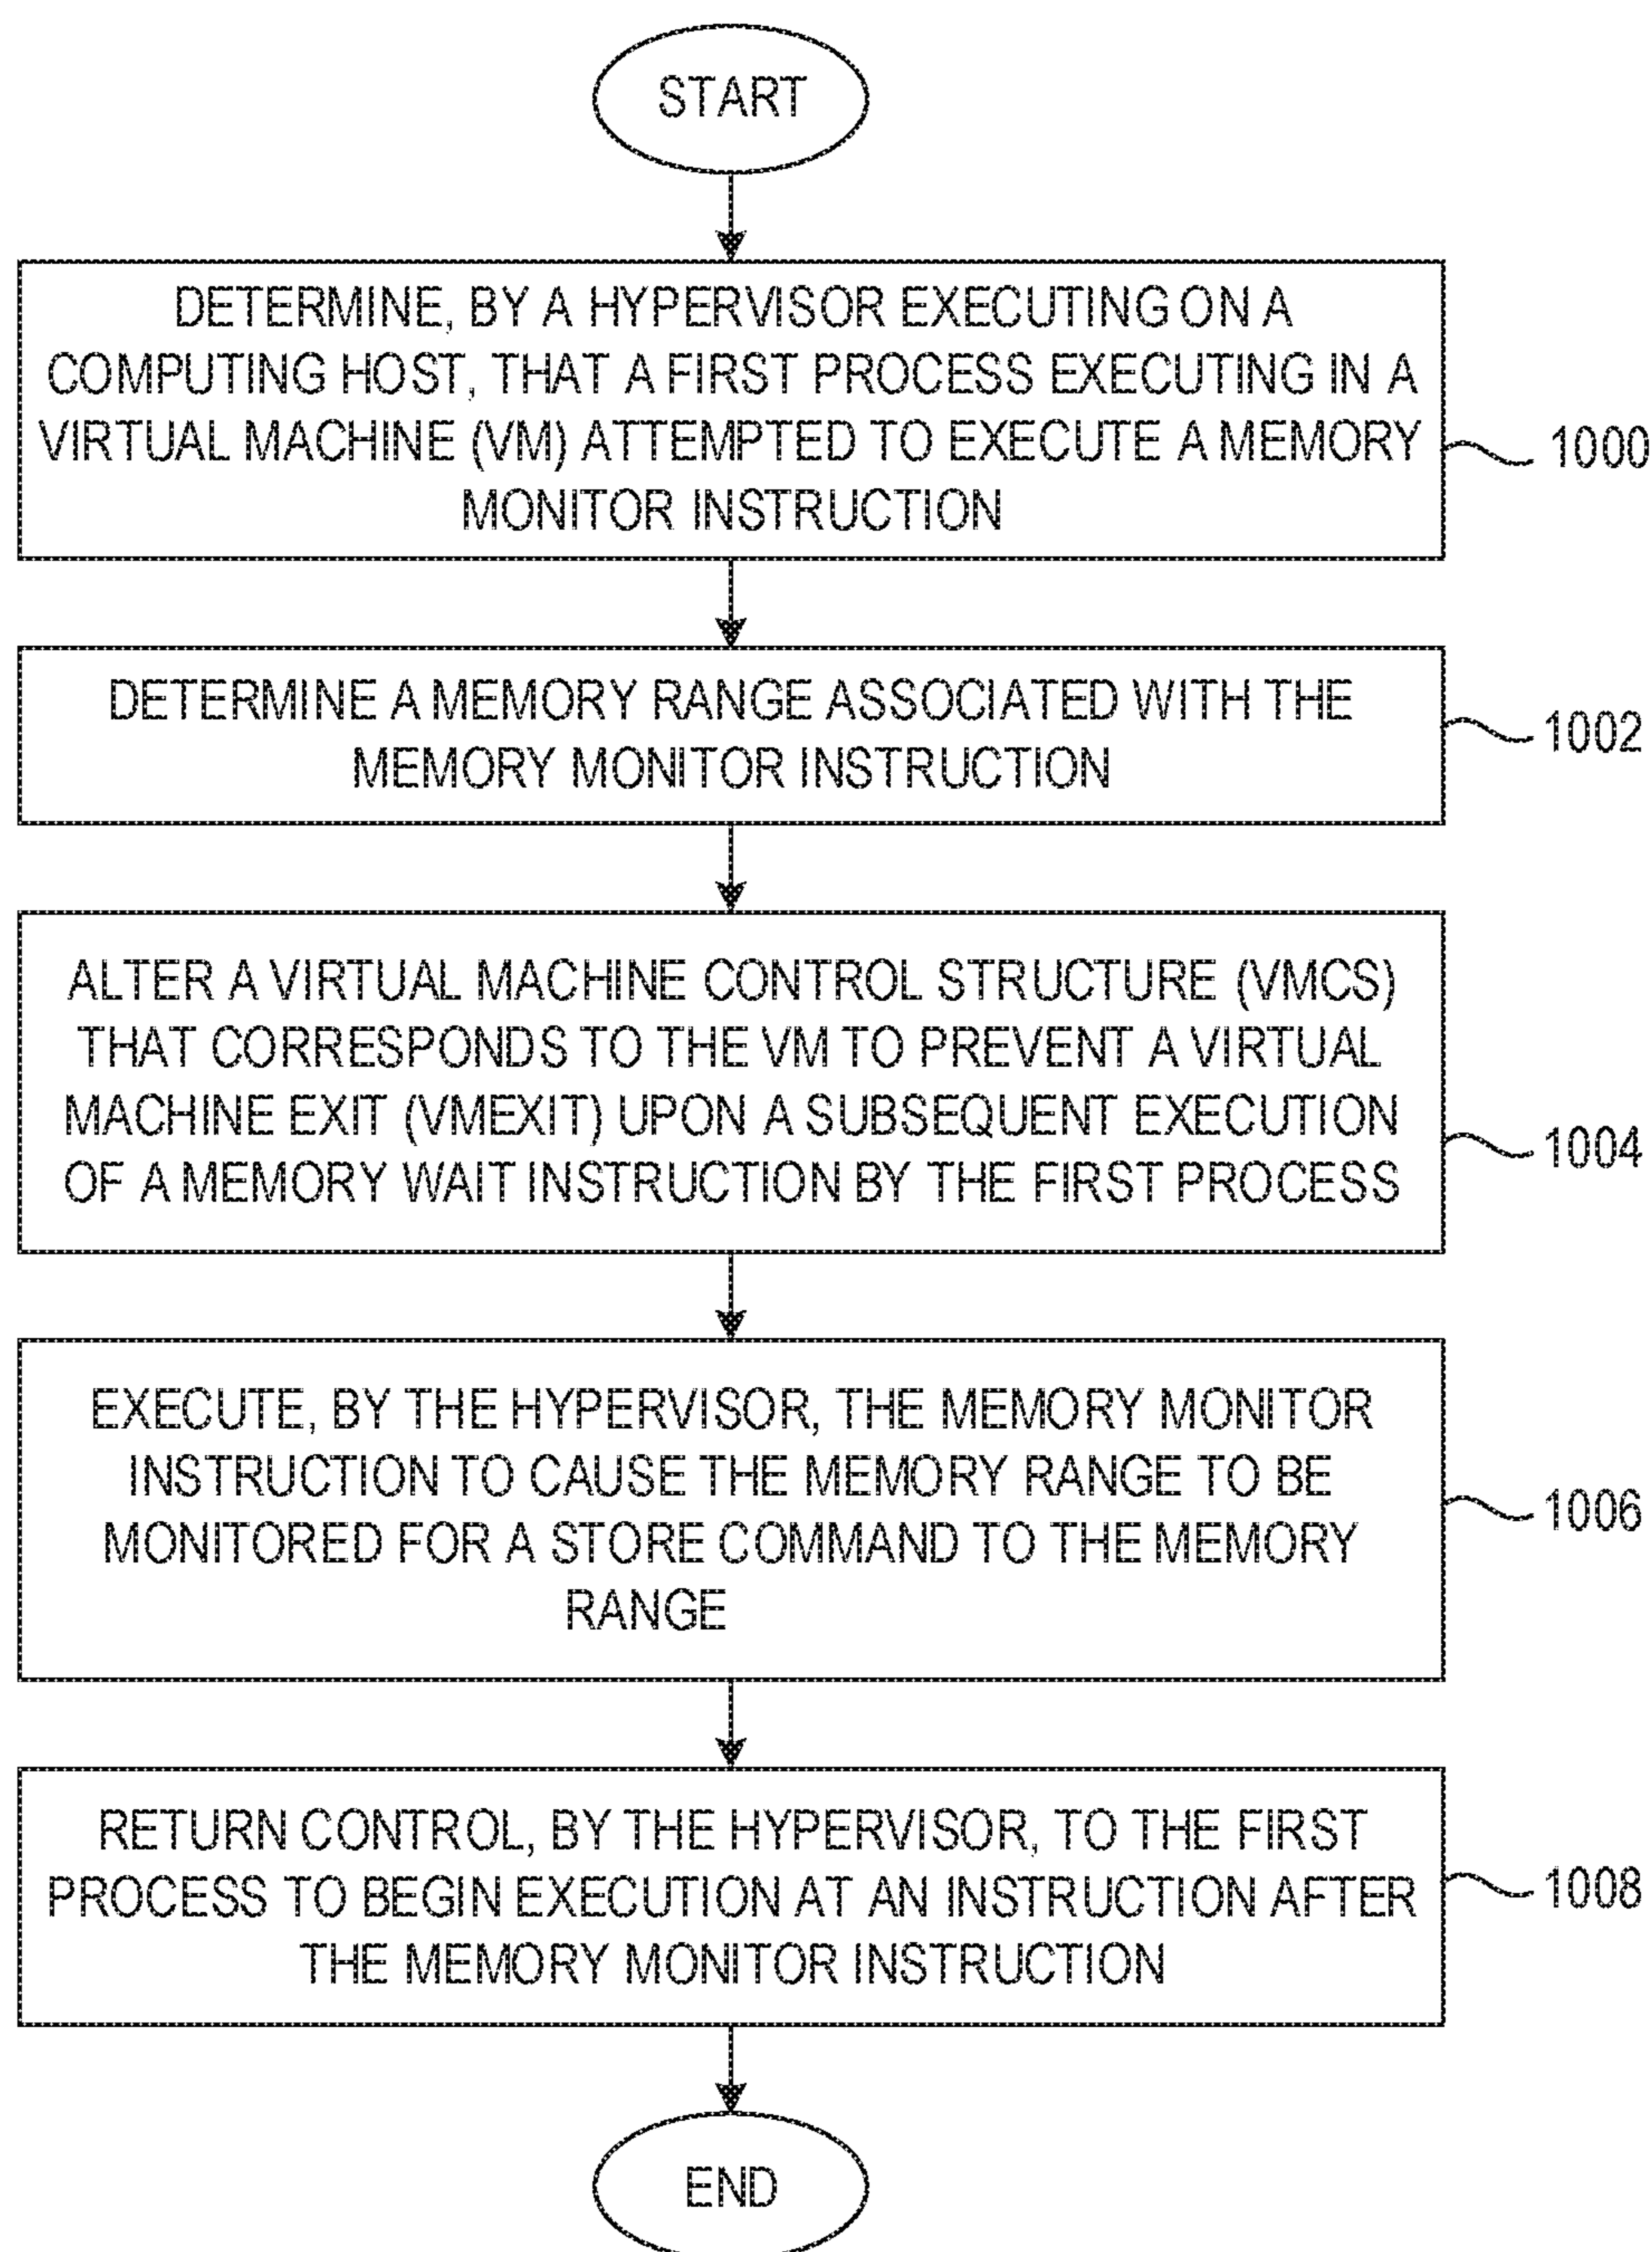 START
DETERMINE, BY A HYPERVISOR EXECUTING ON A
COMPUTING HOST, THAT A FIRST PROCESS EXECUTING IN A
VIRTUAL MACHINE (VM) ATTEMPTED TO EXECUTE A MEMORY
MONITOR INSTRUCTION
1000
DETERMINE A MEMORY RANGE ASSOCIATED WITH THE
MEMORY MONITOR INSTRUCTION
1002
ALTER A VIRTUAL MACHINE CONTROL STRUCTURE (VMCS)
THAT CORRESPONDS TO THE VM TO PREVENT A VIRTUAL
MACHINE EXIT (VMEXIT) UPON A SUBSEQUENT EXECUTION
OF A MEMORY WAIT INSTRUCTION BY THE FIRST PROCESS
1004
EXECUTE, BY THE HYPERVISOR, THE MEMORY MONITOR
INSTRUCTION TO CAUSE THE MEMORY RANGE TO BE
MONITORED FOR A STORE COMMAND TO THE MEMORY
RANGE
1006
RETURN CONTROL, BY THE HYPERVISOR, TO THE FIRST
PROCESS TO BEGIN EXECUTION AT AN INSTRUCTION AFTER
THE MEMORY MONITOR INSTRUCTION
1008
END